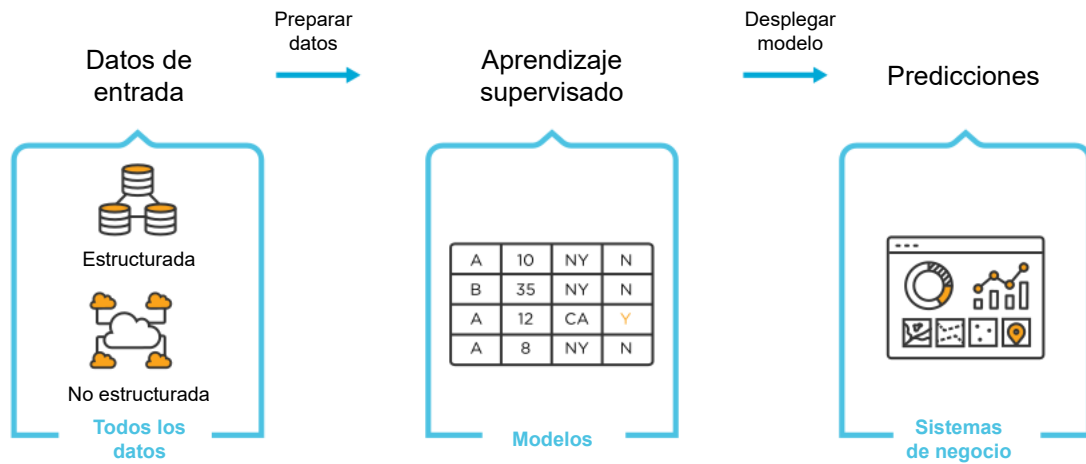 Datos de
entrada
Preparar
datos
Aprendizaje
supervisado
Desplegar
modelo
Predicciones
Estructurada
No estructurada
Todos los
datos
A 10 NY N
B 35 NY N
A 12 CA Y
A 8 NY N
Modelos
Sistemas
de negocio